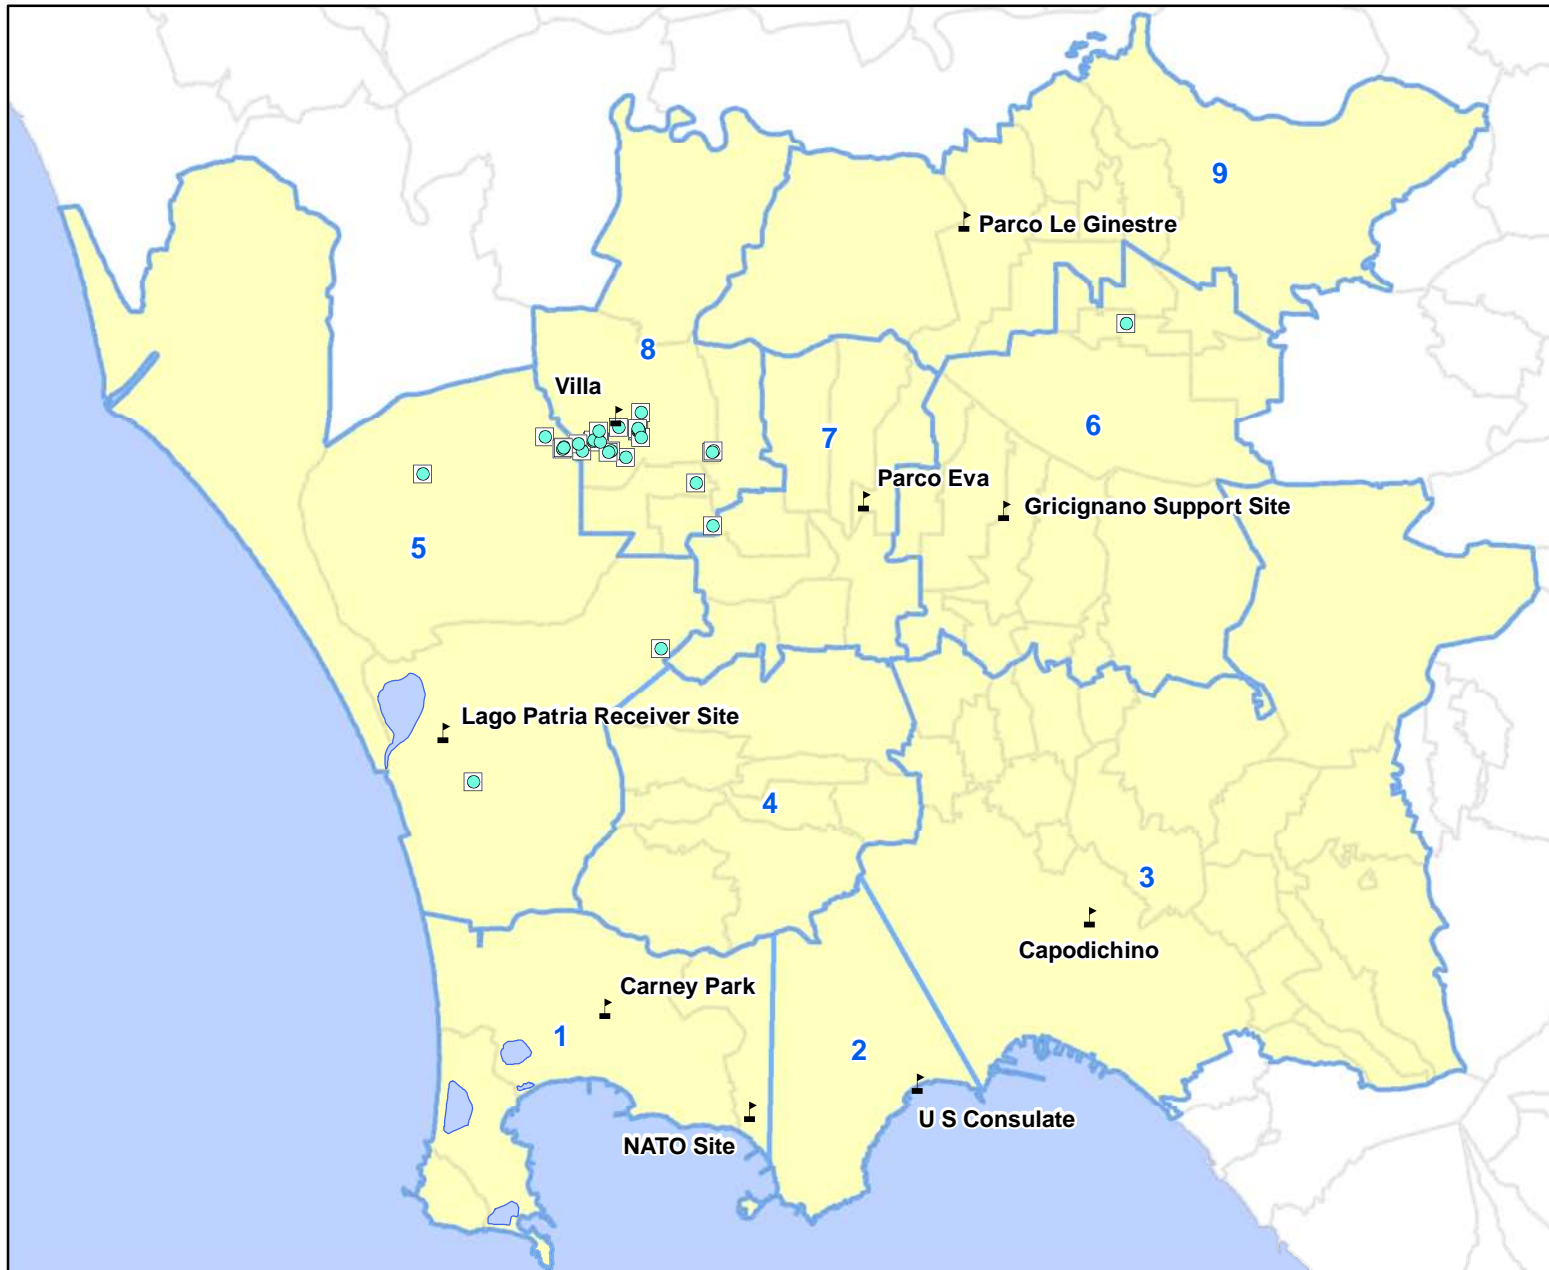 9
Parco Le Ginestre
8
Villa
7
6
Parco Eva
Gricignano Support Site
5
Lago Patria Receiver Site
4
3
Capodichino
Carney Park
1
2
U S Consulate
NATO Site